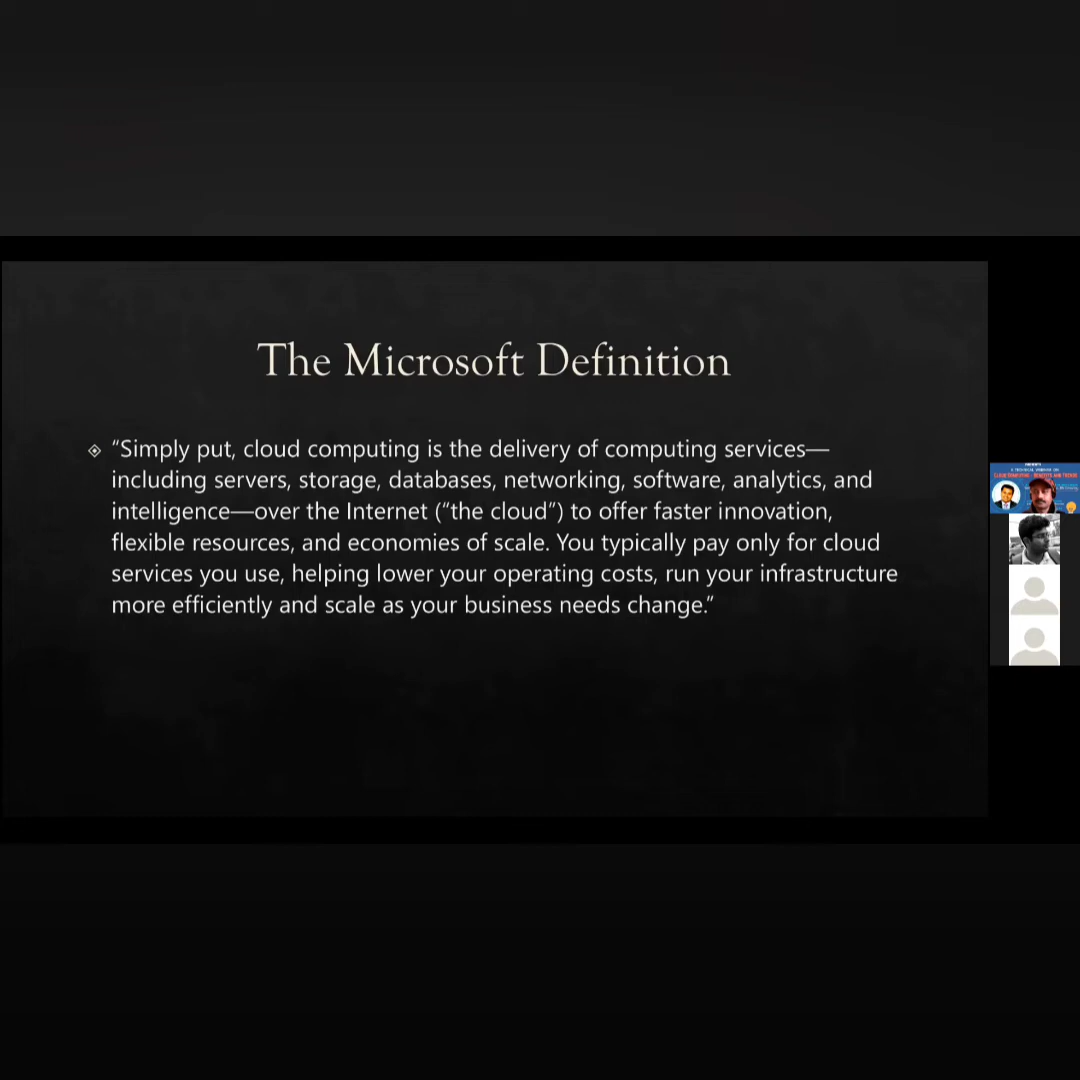 The Microsoft Definition
“Simply put, cloud computing is the delivery of computing services—
including servers, storage, databases, networking, software, analytics, and
intelligence—over the Internet (“the cloud”) to offer faster innovation,
flexible resources, and economies of scale. You typically pay only for cloud
services you use, helping lower your operating costs, run your infrastructure
more efficiently and scale as your business needs change.”